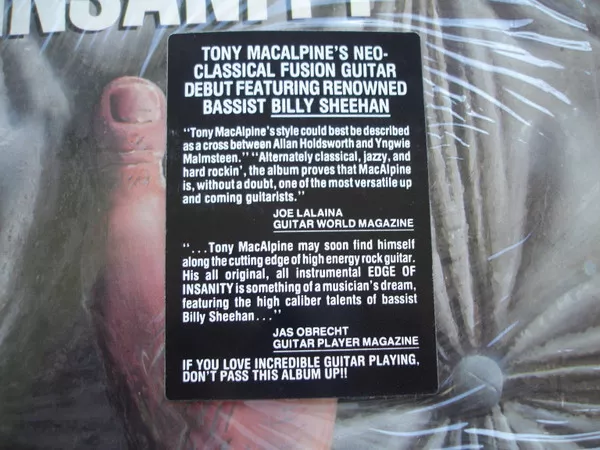 INSANITY
TONY MACALPINE'S NEO-
CLASSICAL FUSION GUITAR
DEBUT FEATURING RENOWNED
BASSIST BILLY SHEEHAN
"Tony MacAlpine's style could best be described
as a cross between Allan Holdsworth and Yngwie
Malmsteen." "Alternately classical, jazzy, and
hard rockin', the album proves that MacAlpine
is, without a doubt, one of the most versatile up
and coming guitarists."
JOE LALAINA
GUITAR WORLD MAGAZINE
"...Tony MacAlpine may soon find himself
along the cutting edge of high energy rock guitar.
His all original, all instrumental EDGE OF
INSANITY is something of a musician's dream,
featuring the high caliber talents of bassist
Billy Sheehan..."
JAS OBRECHT
GUITAR PLAYER MAGAZINE
IF YOU LOVE INCREDIBLE GUITAR PLAYING,
DON'T PASS THIS ALBUM UP!!